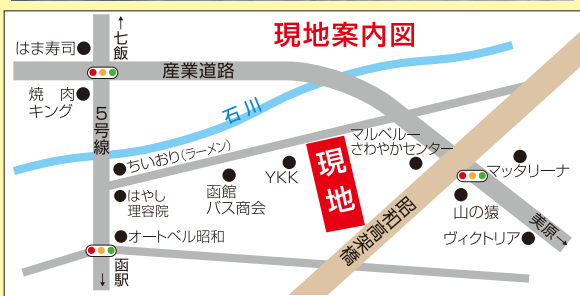 現地案内図
↑七飯
はま寿司
産業道路
焼肉
キング
5号線
石川
ちいおり(ラーメン)
はやし
理容院
函館
バス商会
YKK
現地
マルベルー
さわやかセンター
マッタリーナ
山の猿
美原→
ヴィクトリア
昭和高架橋
オートベル昭和
函駅
↓